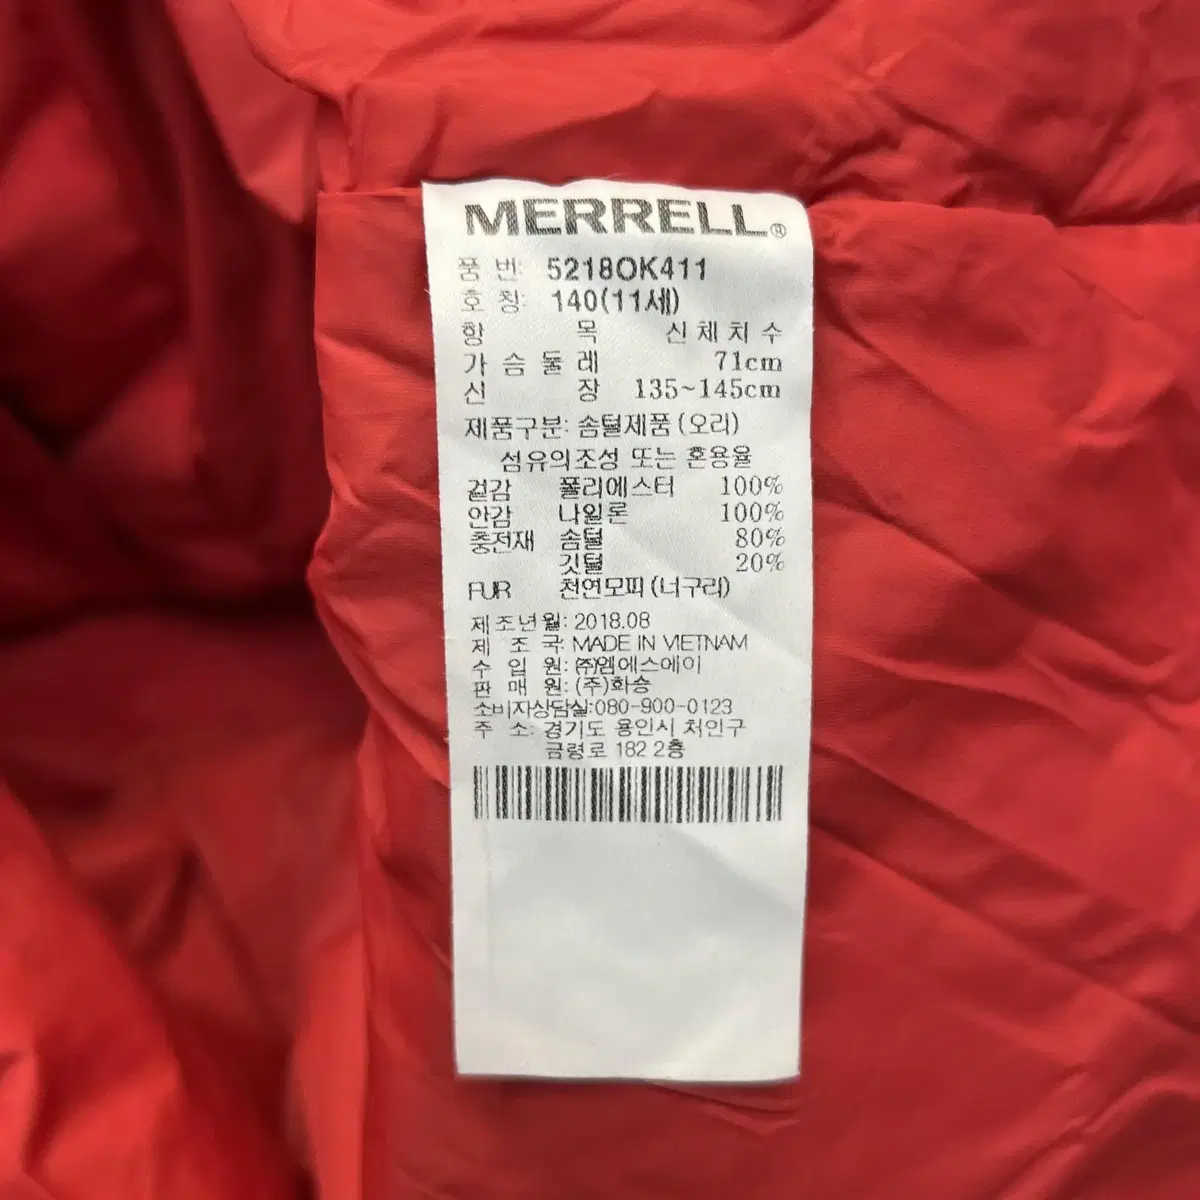 MERRELL®
품 번: 5218OK411
호 칭: 140(11세)
항 목 신체치수
가슴둘레 71cm
신 장 135~145cm
제품구분: 솜털제품(오리)
섬유의조성 또는 혼용율
겉감 폴리에스터 100%
안감 나일론 100%
충전재 솜털 80%
깃털 20%
FUR 천연모피(너구리)
제조년월: 2018.08
제 조 국: MADE IN VIETNAM
수 입 원: (주)엠에스에이
판 매 원: (주)화승
소비자상담실:080-900-0123
주 소: 경기도 용인시 처인구
금령로 182 2층